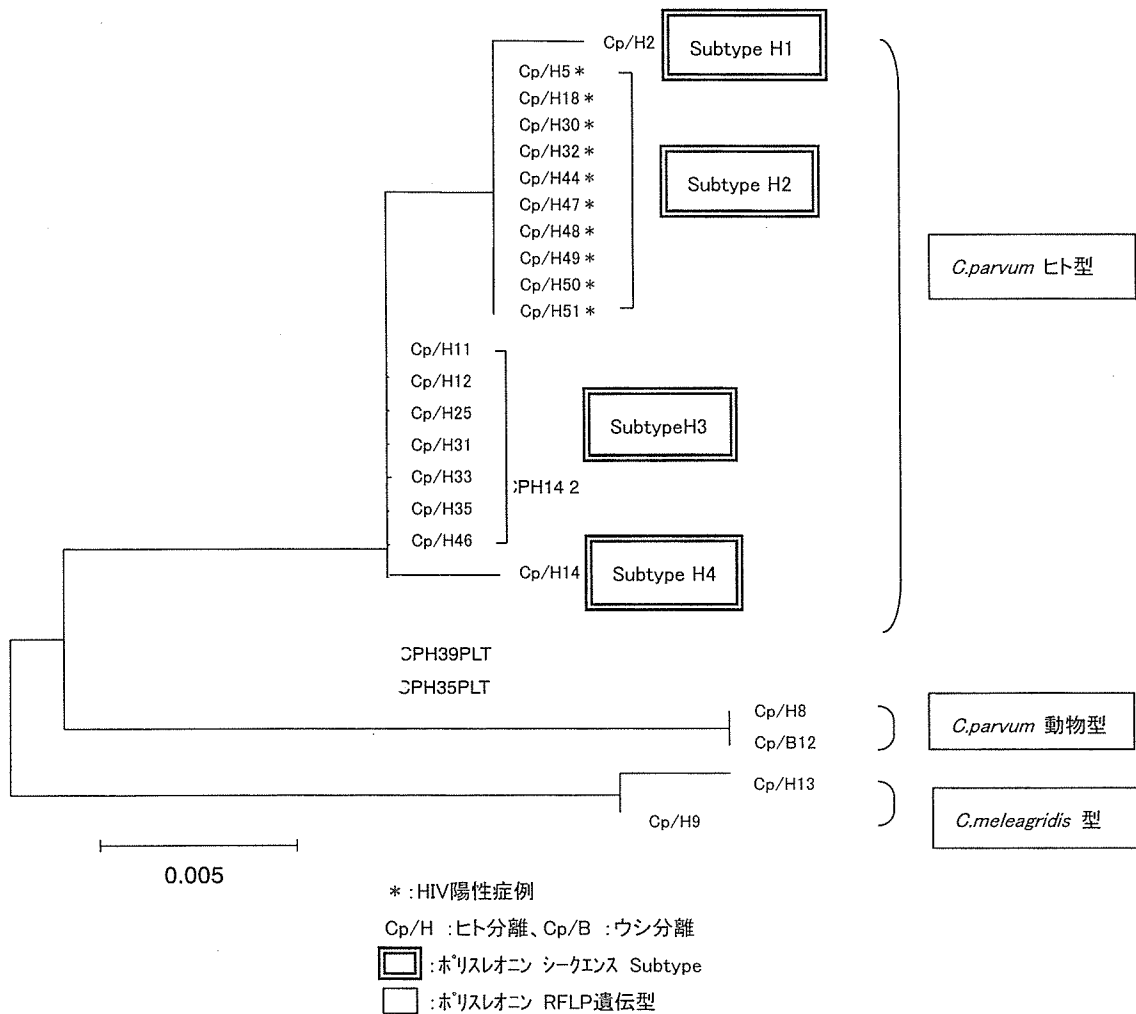 Cp/H2
Subtype H1
Cp/H5 *
Cp/H18 *
Cp/H30 *
Cp/H32 *
Cp/H44 *
Cp/H47 *
Cp/H48 *
Cp/H49 *
Cp/H50 *
Cp/H51 *
Subtype H2
C.parvum ヒト型
Cp/H11
Cp/H12
Cp/H25
Cp/H31
Cp/H33
Cp/H35
Cp/H46
SubtypeH3
CPH14 2
Cp/H14
Subtype H4
CPH39PLT
CPH35PLT
Cp/H8
Cp/B12
C.parvum 動物型
Cp/H13
Cp/H9
C.meleagridis 型
0.005
* :HIV陽性症例
Cp/H :ヒト分離、Cp/B :ウシ分離
:ポリスレオニン シークエンス Subtype
:ポリスレオニン RFLP遺伝型